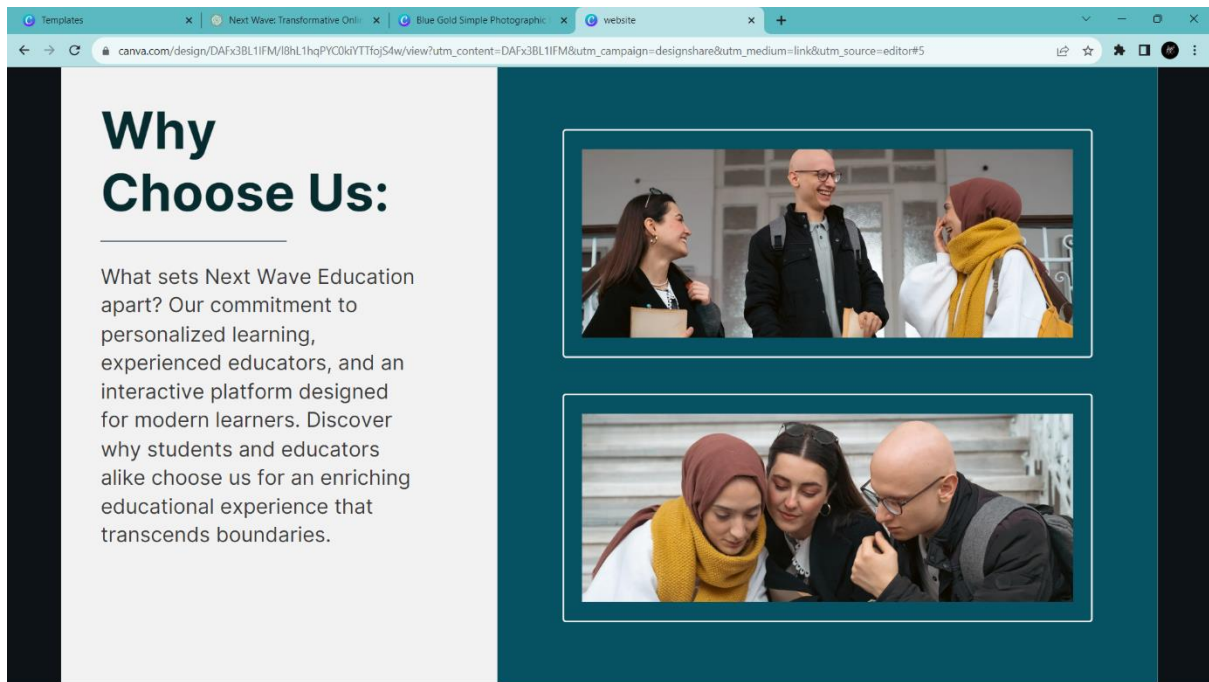 Templates
Next Wave: Transformative Onli
Blue Gold Simple Photographic
website
canva.com/design/DAFx3BL1IFM/l8hL1hqPYC0kiYTTfojS4w/view?utm_content=DAFx3BL1IFM&utm_campaign=designshare&utm_medium=link&utm_source=editor#5
Why
Choose Us:
What sets Next Wave Education
apart? Our commitment to
personalized learning,
experienced educators, and an
interactive platform designed
for modern learners. Discover
why students and educators
alike choose us for an enriching
educational experience that
transcends boundaries.